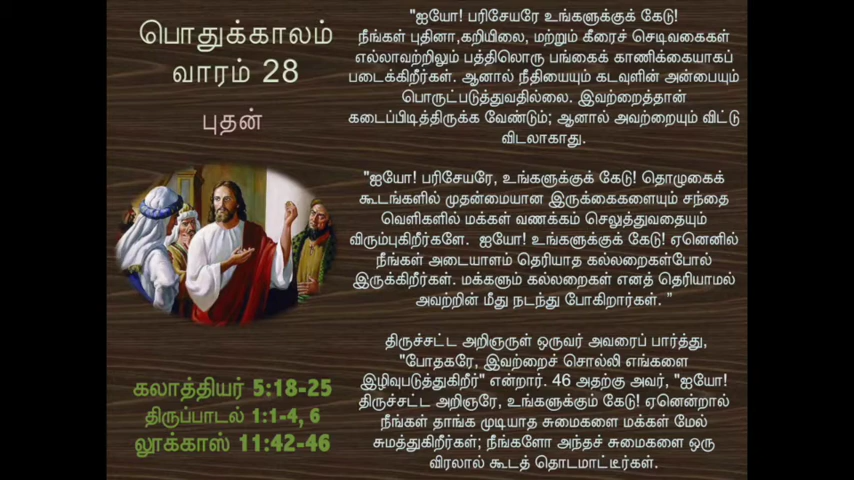 பொதுக்காலம்
வாரம் 28
புதன்
கலாத்தியர் 5:18-25
திருப்பாடல் 1:1-4, 6
லூக்காஸ் 11:42-46
"ஐயோ! பரிசேயரே உங்களுக்குக் கேடு!
நீங்கள் புதினா,கறியிலை, மற்றும் கீரைச் செடிவகைகள்
எல்லாவற்றிலும் பத்திலொரு பங்கைக் காணிக்கையாகப்
படைக்கிறீர்கள். ஆனால் நீதியையும் கடவுளின் அன்பையும்
பொருட்படுத்துவதில்லை. இவற்றைத்தான்
கடைப்பிடித்திருக்க வேண்டும்; ஆனால் அவற்றையும் விட்டு
விடலாகாது.
"ஐயோ! பரிசேயரே, உங்களுக்குக் கேடு! தொழுகைக்
கூடங்களில் முதன்மையான இருக்கைகளையும் சந்தை
வெளிகளில் மக்கள் வணக்கம் செலுத்துவதையும்
விரும்புகிறீர்களே. ஐயோ! உங்களுக்குக் கேடு! ஏனெனில்
நீங்கள் அடையாளம் தெரியாத கல்லறைகள்போல்
இருக்கிறீர்கள். மக்களும் கல்லறைகள் எனத் தெரியாமல்
அவற்றின் மீது நடந்து போகிறார்கள். "
திருச்சட்ட அறிஞருள் ஒருவர் அவரைப் பார்த்து,
"போதகரே, இவற்றைச் சொல்லி எங்களை
இழிவுபடுத்துகிறீர்" என்றார். 46 அதற்கு அவர், "ஐயோ!
திருச்சட்ட அறிஞரே, உங்களுக்கும் கேடு! ஏனென்றால்
நீங்கள் தாங்க முடியாத சுமைகளை மக்கள் மேல்
சுமத்துகிறீர்கள்; நீங்களோ அந்தச் சுமைகளை ஒரு
விரலால் கூடத் தொடமாட்டீர்கள்.